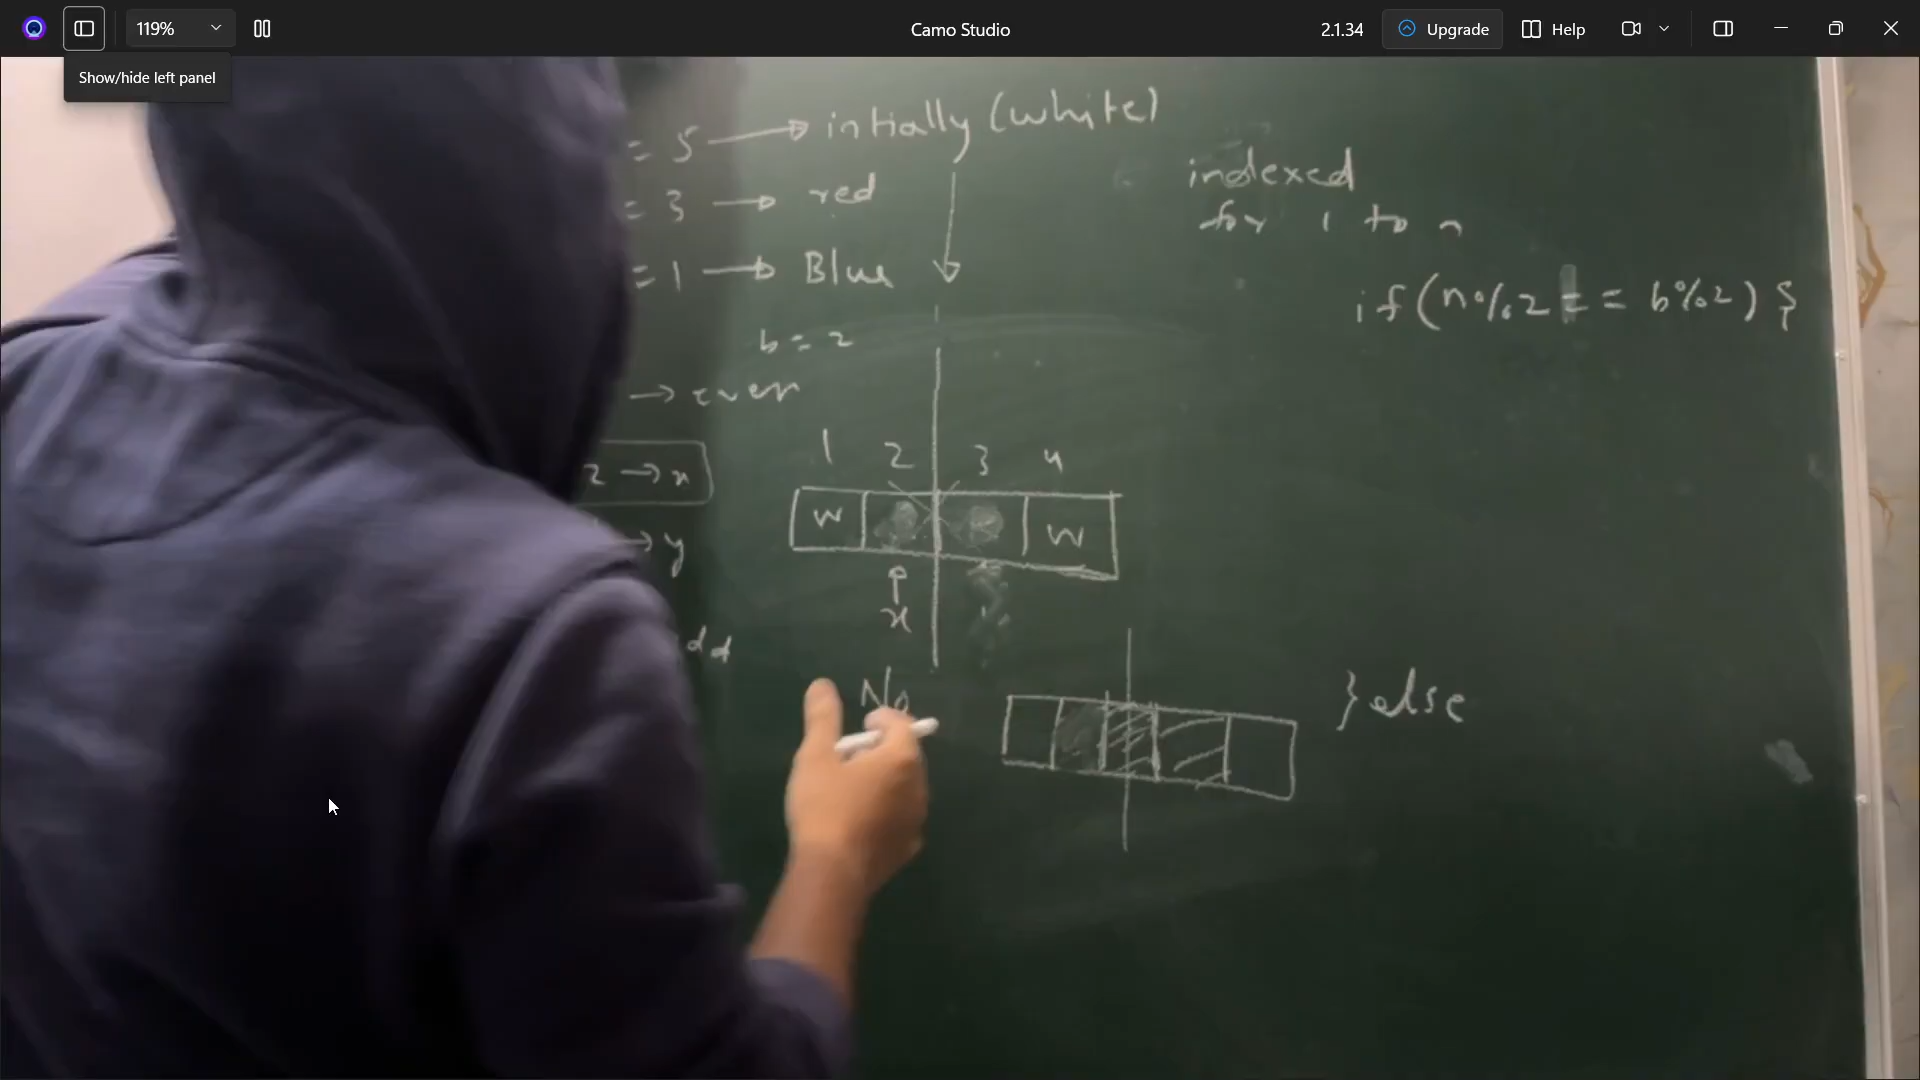 119%
Camo Studio
2.1.34
Upgrade
Help
Show/hide left panel
= 5 → intially (white)
= 3 → red
= 1 → Blue
b = 2
→ even
2 → x
→ y
dd
1 2 3 4
W W
x
No
indexed
for 1 to n
if (n%2 == b%2) {
} else